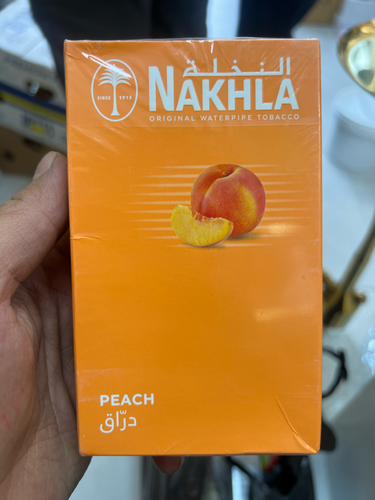 النخلة
NAKHLA
SINCE 1913
ORIGINAL WATERPIPE TOBACCO
PEACH
درّاق